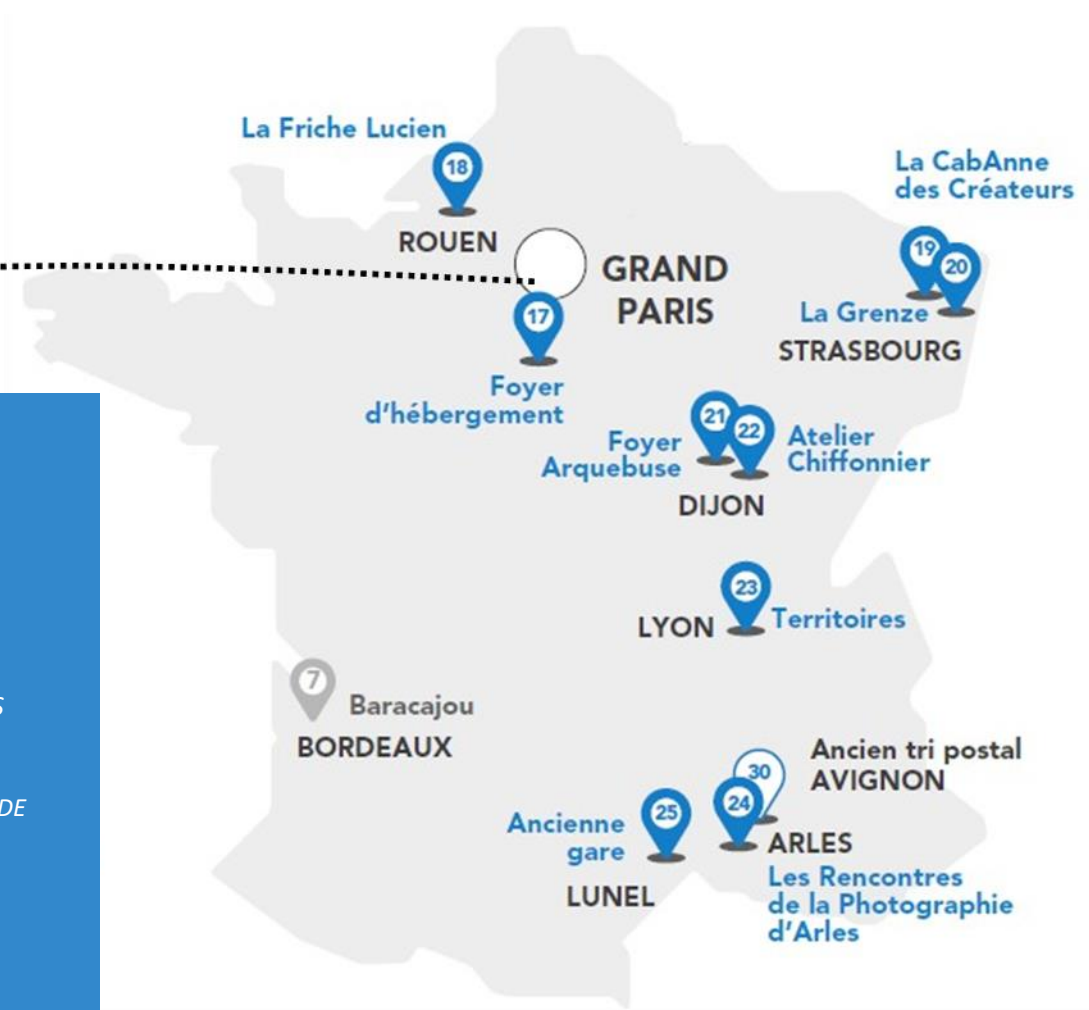 La Friche Lucien
18
ROUEN
La CabAnne
des Créateurs
19
20
La Grenze
STRASBOURG
GRAND
PARIS
17
Foyer
d'hébergement
21
22
Foyer
Arquebuse
Atelier
Chiffonnier
DIJON
23
LYON
Territoires
7
Baracajou
BORDEAUX
Ancien tri postal
AVIGNON
30
24
ARLES
Les Rencontres
de la Photographie
d'Arles
25
Ancienne
gare
LUNEL
S
DE